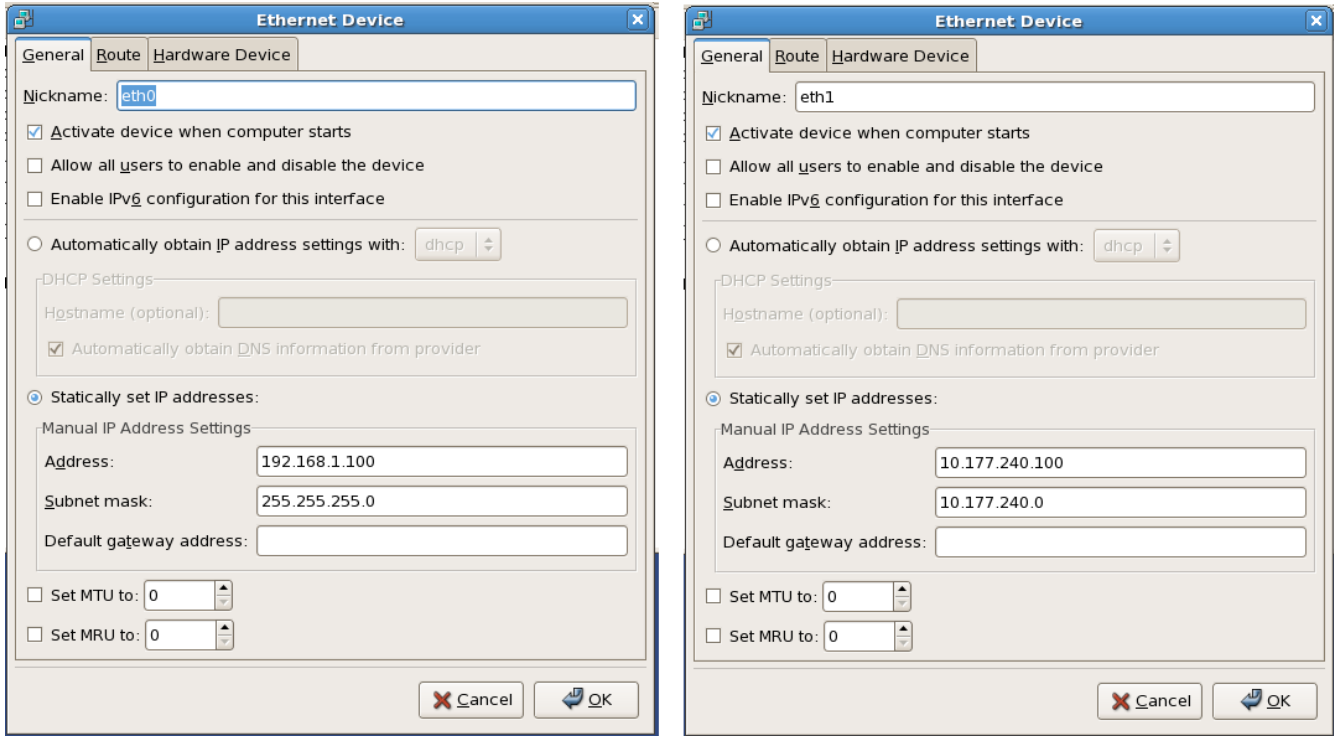 Ethernet Device
General Route Hardware Device
Nickname: eth0
Activate device when computer starts
Allow all users to enable and disable the device
Enable IPv6 configuration for this interface
Automatically obtain IP address settings with: dhcp
DHCP Settings
Hostname (optional):
Automatically obtain DNS information from provider
Statically set IP addresses:
Manual IP Address Settings
Address: 192.168.1.100
Subnet mask: 255.255.255.0
Default gateway address:
Set MTU to: 0
Set MRU to: 0
Cancel OK
Ethernet Device
General Route Hardware Device
Nickname: eth1
Activate device when computer starts
Allow all users to enable and disable the device
Enable IPv6 configuration for this interface
Automatically obtain IP address settings with: dhcp
DHCP Settings
Hostname (optional):
Automatically obtain DNS information from provider
Statically set IP addresses:
Manual IP Address Settings
Address: 10.177.240.100
Subnet mask: 10.177.240.0
Default gateway address:
Set MTU to: 0
Set MRU to: 0
Cancel OK